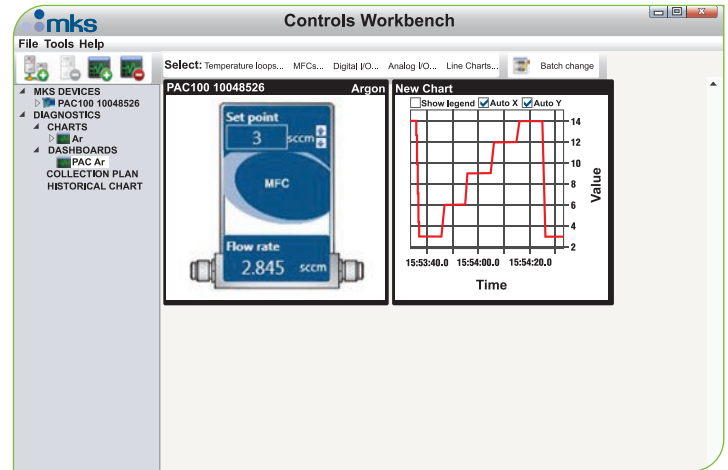 mks
Controls Workbench
File Tools Help
Select: Temperature loops... MFCs... Digital I/O... Analog I/O... Line Charts... Batch change
MKS DEVICES
PAC100 10048526
DIAGNOSTICS
CHARTS
Ar
DASHBOARDS
PAC Ar
COLLECTION PLAN
HISTORICAL CHART
PAC100 10048526 Argon
Set point
3 sccm
MFC
Flow rate
2.845 sccm
New Chart
Show legend Auto X Auto Y
14
12
10
8
6
4
2
Value
15:53:40.0 15:54:00.0 15:54:20.0
Time